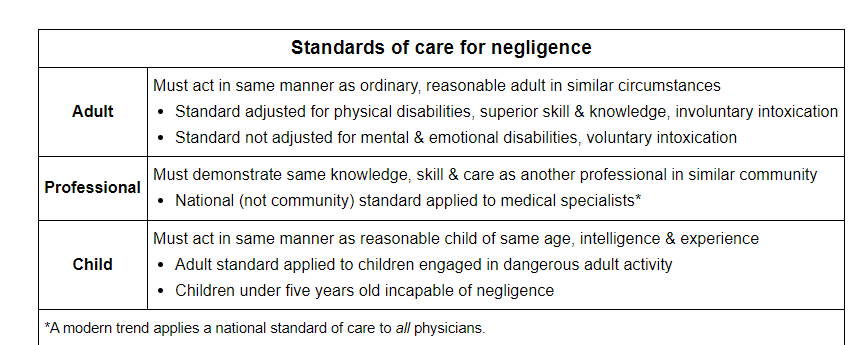 Standards of care for negligence
Adult
Must act in same manner as ordinary, reasonable adult in similar circumstances
• Standard adjusted for physical disabilities, superior skill & knowledge, involuntary intoxication
• Standard not adjusted for mental & emotional disabilities, voluntary intoxication
Professional
Must demonstrate same knowledge, skill & care as another professional in similar community
• National (not community) standard applied to medical specialists*
Child
Must act in same manner as reasonable child of same age, intelligence & experience
• Adult standard applied to children engaged in dangerous adult activity
• Children under five years old incapable of negligence
*A modern trend applies a national standard of care to all physicians.